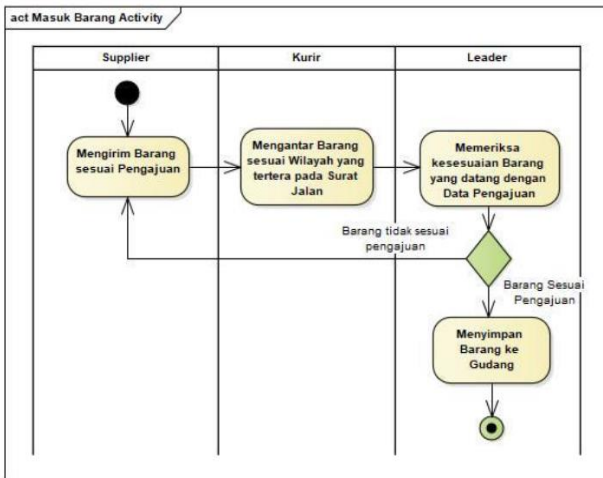 act Masuk Barang Activity
Supplier
Kurir
Leader
Mengirim Barang
sesuai Pengajuan
Mengantar Barang
sesuai Wilayah yang
tertera pada Surat
Jalan
Memeriksa
kesesuaian Barang
yang datang dengan
Data Pengajuan
Barang tidak sesuai
pengajuan
Barang Sesuai
Pengajuan
Menyimpan
Barang ke
Gudang